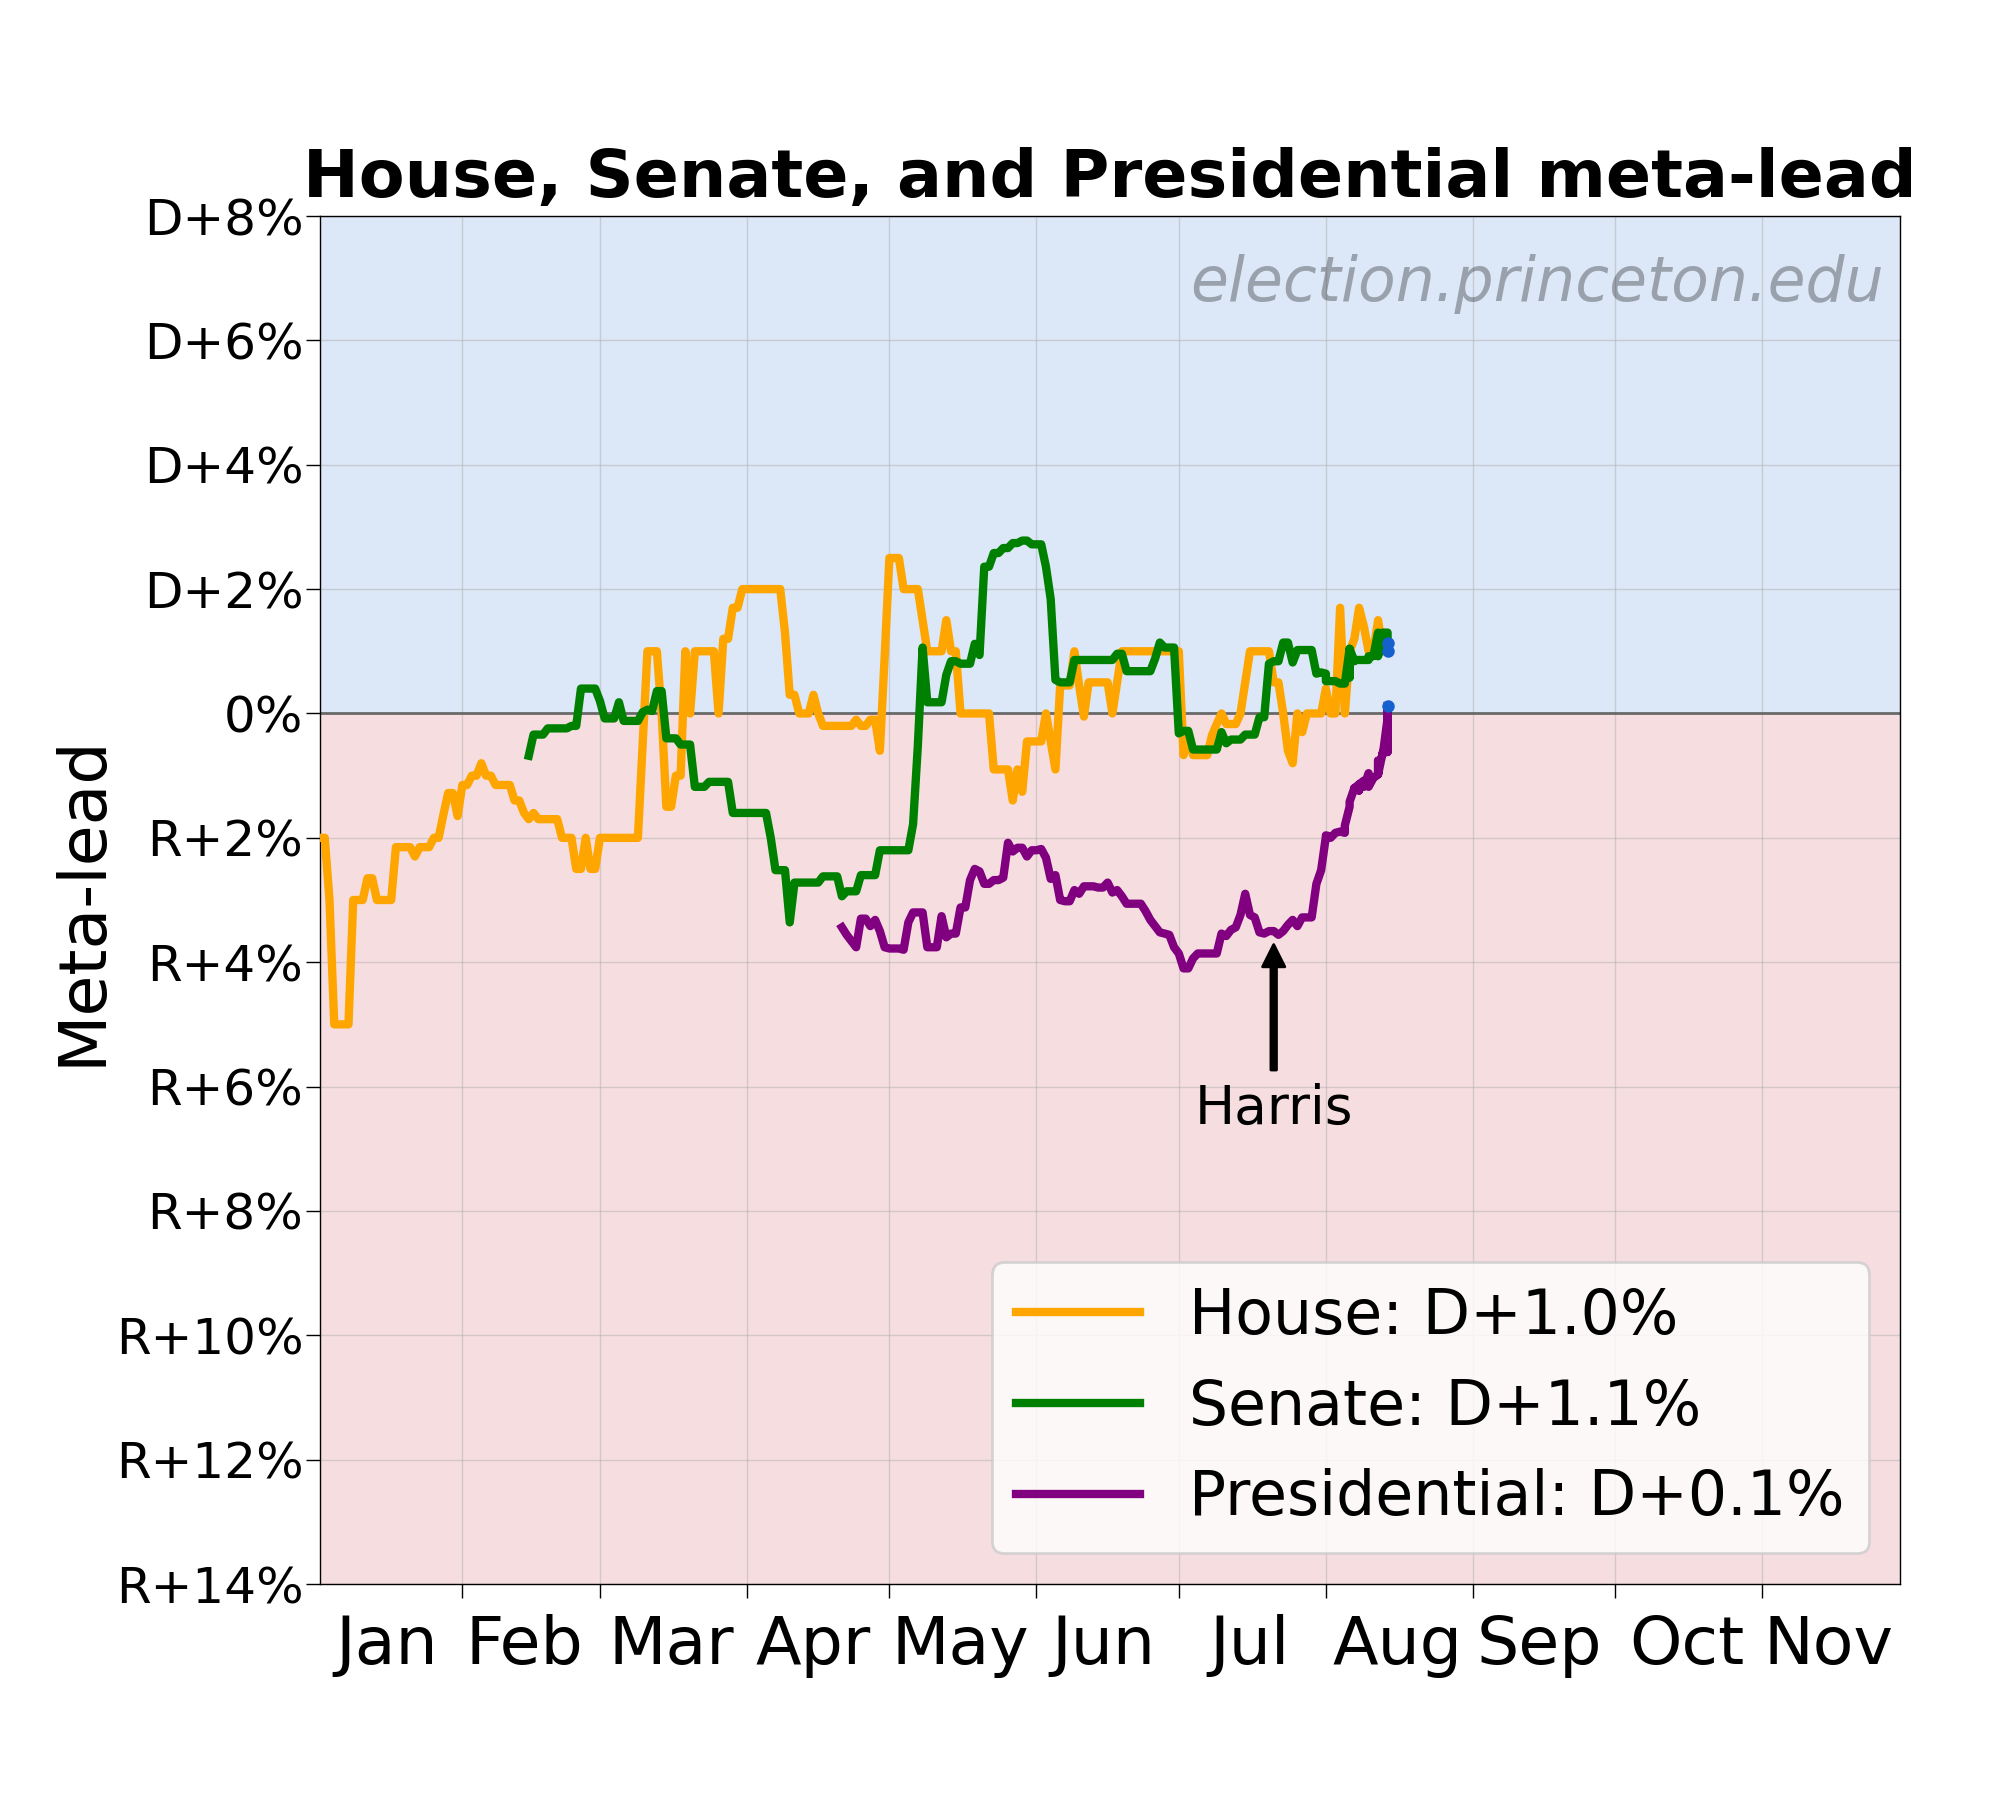 House, Senate, and Presidential meta-lead
election.princeton.edu
Meta-lead
D+8%
D+6%
D+4%
D+2%
0%
R+2%
R+4%
R+6%
R+8%
R+10%
R+12%
R+14%
Harris
House: D+1.0%
Senate: D+1.1%
Presidential: D+0.1%
Jan Feb Mar Apr May Jun Jul Aug Sep Oct Nov